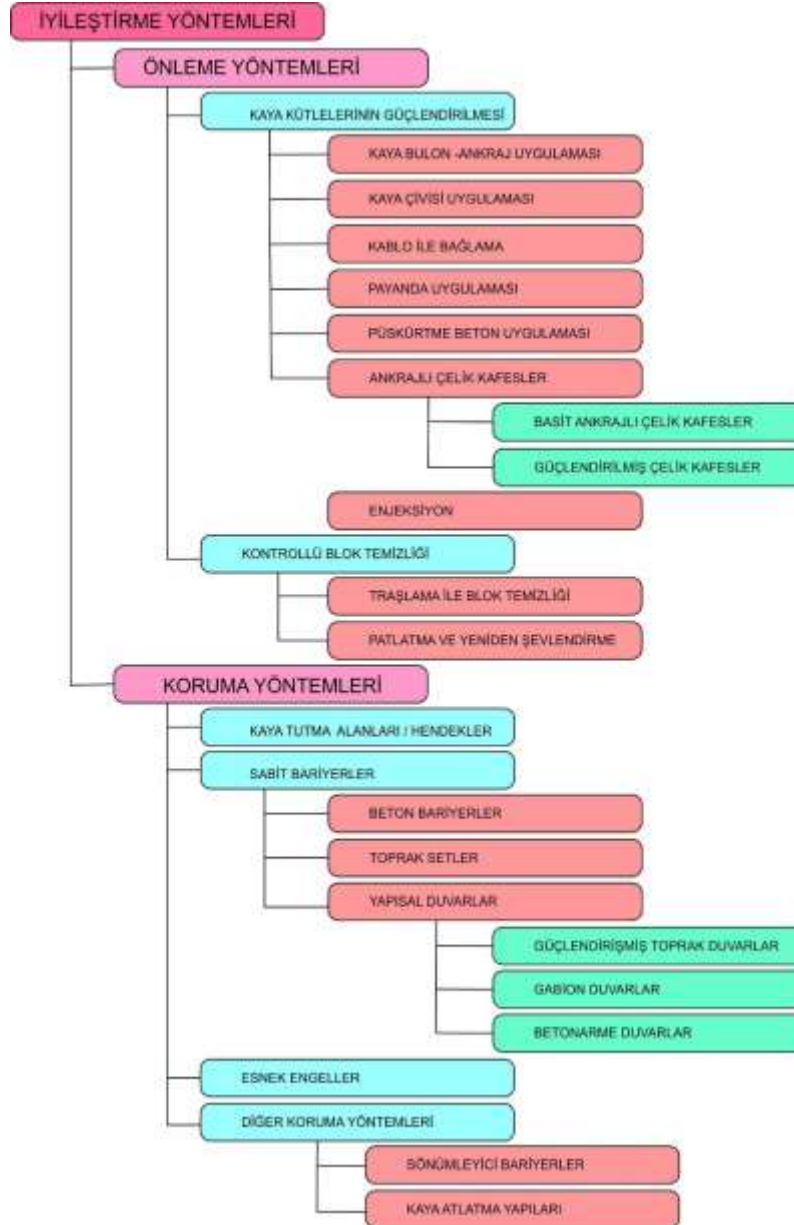 İYİLEŞTİRME YÖNTEMLERİ
ÖNLEME YÖNTEMLERİ
KAYA KÜTLELERİNİN GÜÇLENDİRİLMESİ
KAYA BULON -ANKRAJ UYGULAMASI
KAYA ÇİVİSİ UYGULAMASI
KABLO İLE BAĞLAMA
PAYANDA UYGULAMASI
PÜSKÜRTME BETON UYGULAMASI
ANKRAJLI ÇELİK KAFESLER
BASİT ANKRAJLI ÇELİK KAFESLER
GÜÇLENDİRİLMİŞ ÇELİK KAFESLER
ENJEKSİYON
KONTROLLÜ BLOK TEMİZLİĞİ
TRAŞLAMA İLE BLOK TEMİZLİĞİ
PATLATMA VE YENİDEN ŞEVLENDİRME
KORUMA YÖNTEMLERİ
KAYA TUTMA ALANLARI / HENDEKLER
SABİT BARİYERLER
BETON BARİYERLER
TOPRAK SETLER
YAPISAL DUVARLAR
GÜÇLENDİRİŞMİŞ TOPRAK DUVARLAR
GABİON DUVARLAR
BETONARME DUVARLAR
ESNEK ENGELLER
DİĞER KORUMA YÖNTEMLERİ
SÖNÜMLEYİCİ BARİYERLER
KAYA ATLATMA YAPILARI